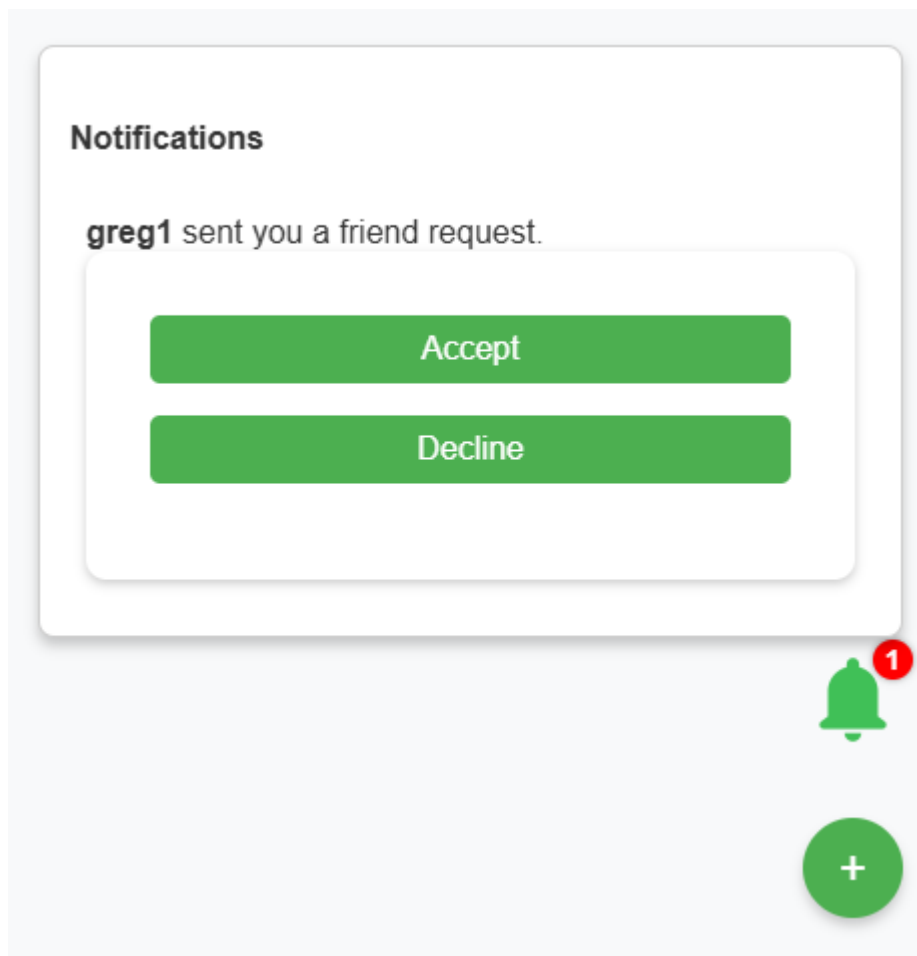 Notifications
greg1 sent you a friend request.
Accept
Decline
1
+